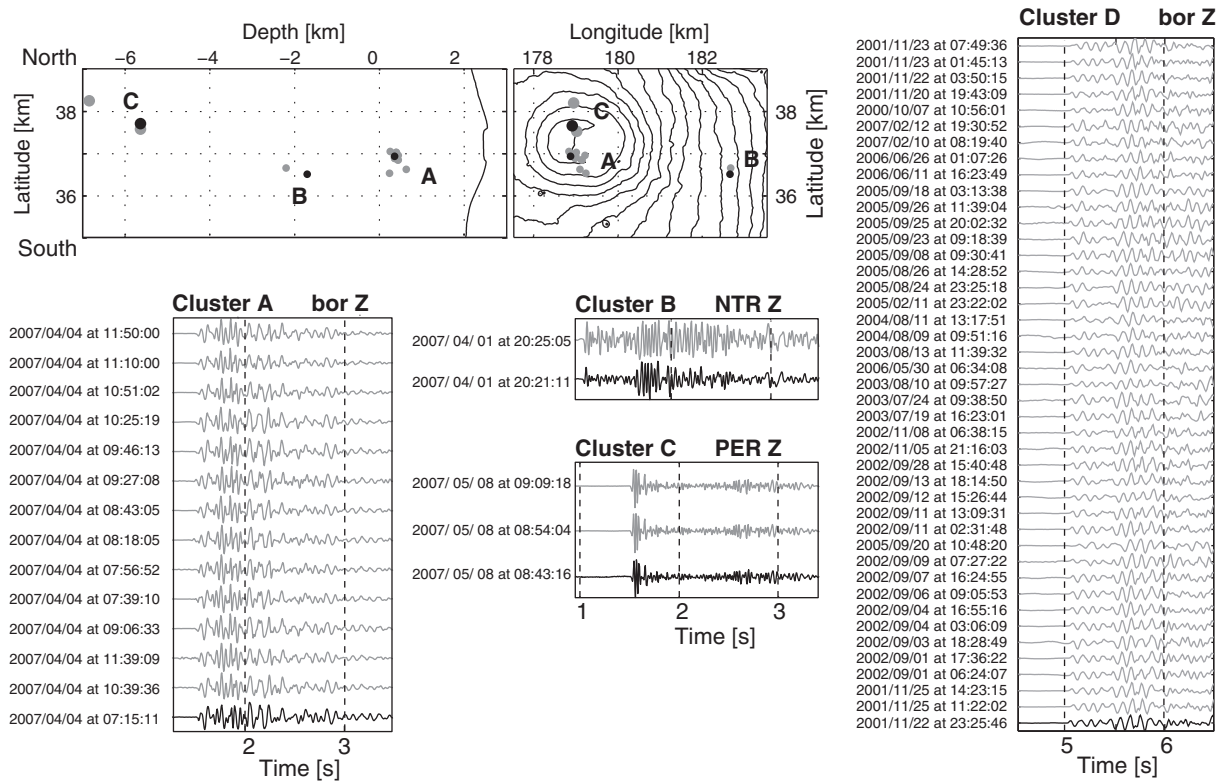 Depth [km]
North
−6
−4
−2
0
2
Latitude [km]
38
36
C
B
A
South
Longitude [km]
178
180
182
C
A
B
38
36
Latitude [km]
Cluster A bor Z
2007/04/04 at 11:50:00
2007/04/04 at 11:10:00
2007/04/04 at 10:51:02
2007/04/04 at 10:25:19
2007/04/04 at 09:46:13
2007/04/04 at 09:27:08
2007/04/04 at 08:43:05
2007/04/04 at 08:18:05
2007/04/04 at 07:56:52
2007/04/04 at 07:39:10
2007/04/04 at 09:06:33
2007/04/04 at 11:39:09
2007/04/04 at 10:39:36
2007/04/04 at 07:15:11
2 3
Time [s]
Cluster B NTR Z
2007/ 04/ 01 at 20:25:05
2007/ 04/ 01 at 20:21:11
Cluster C PER Z
2007/ 05/ 08 at 09:09:18
2007/ 05/ 08 at 08:54:04
2007/ 05/ 08 at 08:43:16
1 2 3
Time [s]
Cluster D bor Z
2001/11/23 at 07:49:36
2001/11/23 at 01:45:13
2001/11/22 at 03:50:15
2001/11/20 at 19:43:09
2000/10/07 at 10:56:01
2007/02/12 at 19:30:52
2007/02/10 at 08:19:40
2006/06/26 at 01:07:26
2006/06/11 at 16:23:49
2005/09/18 at 03:13:38
2005/09/26 at 11:39:04
2005/09/25 at 20:02:32
2005/09/23 at 09:18:39
2005/09/08 at 09:30:41
2005/08/26 at 14:28:52
2005/08/24 at 23:25:18
2005/02/11 at 23:22:02
2004/08/11 at 13:17:51
2004/08/09 at 09:51:16
2003/08/13 at 11:39:32
2006/05/30 at 06:34:08
2003/08/10 at 09:57:27
2003/07/24 at 09:38:50
2003/07/19 at 16:23:01
2002/11/08 at 06:38:15
2002/11/05 at 21:16:03
2002/09/28 at 15:40:48
2002/09/13 at 18:14:50
2002/09/12 at 15:26:44
2002/09/11 at 13:09:31
2002/09/11 at 02:31:48
2005/09/20 at 10:48:20
2002/09/09 at 07:27:22
2002/09/07 at 16:24:55
2002/09/06 at 09:05:53
2002/09/04 at 16:55:16
2002/09/04 at 03:06:09
2002/09/03 at 18:28:49
2002/09/01 at 17:36:22
2002/09/01 at 06:24:07
2001/11/25 at 14:23:15
2001/11/25 at 11:22:02
2001/11/22 at 23:25:46
5 6
Time [s]